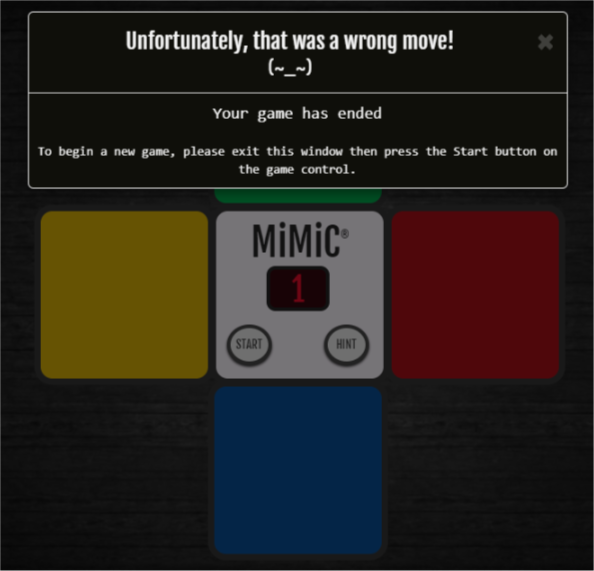 Unfortunately, that was a wrong move!
(~_~)
Your game has ended
To begin a new game, please exit this window then press the Start button on
the game control.
MiMiC®
1
START HINT